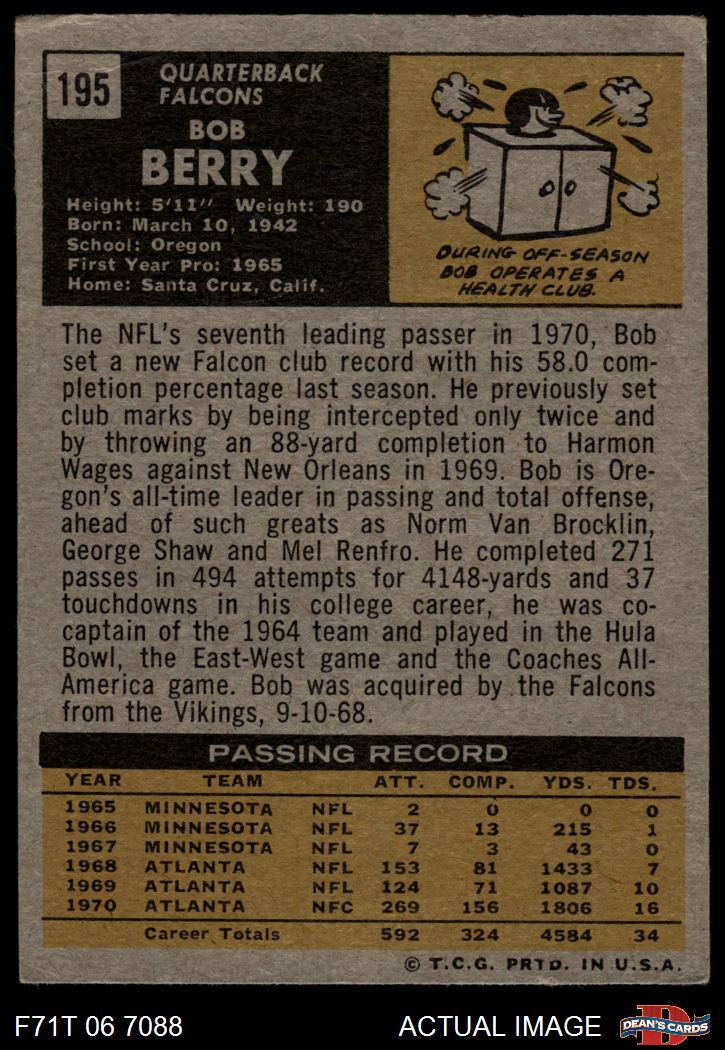 195
QUARTERBACK
FALCONS
BOB
BERRY
Height: 5'11" Weight: 190
Born: March 10, 1942
School: Oregon
First Year Pro: 1965
Home: Santa Cruz, Calif.
DURING OFF-SEASON
BOB OPERATES A
HEALTH CLUB.
The NFL's seventh leading passer in 1970, Bob
set a new Falcon club record with his 58.0 com-
pletion percentage last season. He previously set
club marks by being intercepted only twice and
by throwing an 88-yard completion to Harmon
Wages against New Orleans in 1969. Bob is Ore-
gon's all-time leader in passing and total offense,
ahead of such greats as Norm Van Brocklin,
George Shaw and Mel Renfro. He completed 271
passes in 494 attempts for 4148-yards and 37
touchdowns in his college career, he was co-
captain of the 1964 team and played in the Hula
Bowl, the East-West game and the Coaches All-
America game. Bob was acquired by the Falcons
from the Vikings, 9-10-68.
PASSING RECORD
YEAR TEAM ATT. COMP. YDS. TDS.
1965 MINNESOTA NFL 2 0 0 0
1966 MINNESOTA NFL 37 13 215 1
1967 MINNESOTA NFL 7 3 43 0
1968 ATLANTA NFL 153 81 1433 7
1969 ATLANTA NFL 124 71 1087 10
1970 ATLANTA NFC 269 156 1806 16
Career Totals 592 324 4584 34
© T.C.G. PRTD. IN U.S.A.
F71T 06 7088 ACTUAL IMAGE
D
DEAN'S CARDS